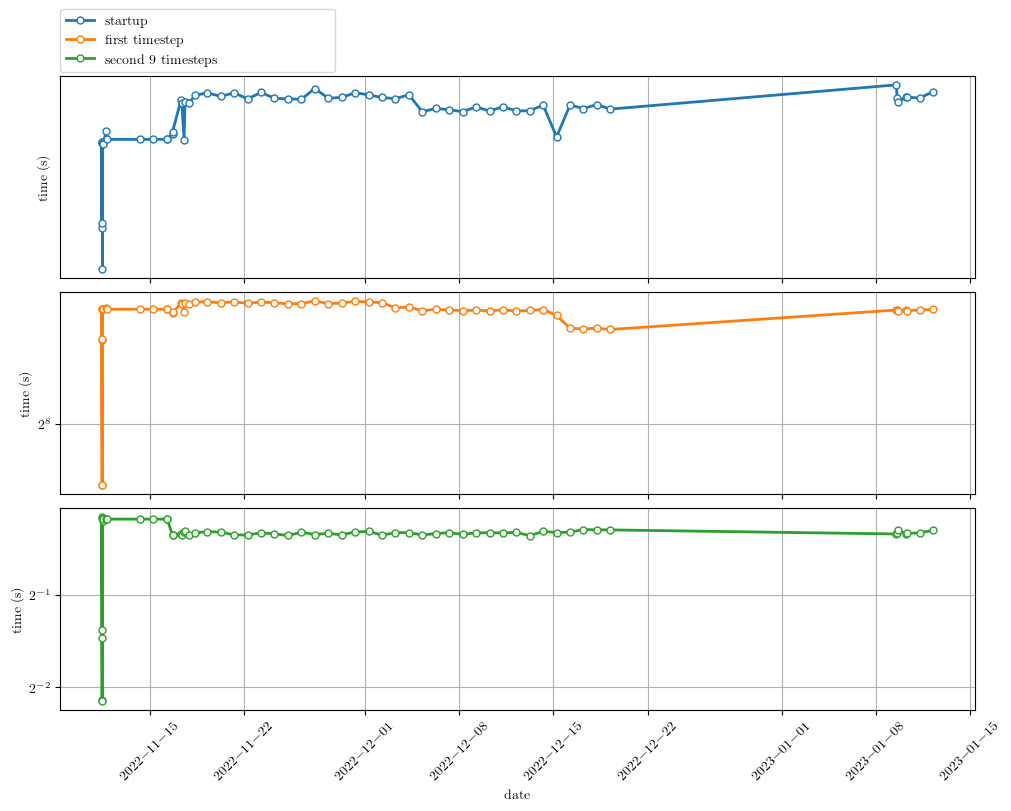 startup
first timestep
second 9 timesteps
time (s)
time (s)
2^8
time (s)
2^−1
2^−2
2022−11−15
2022−11−22
2022−12−01
2022−12−08
2022−12−15
2022−12−22
2023−01−01
2023−01−08
2023−01−15
date